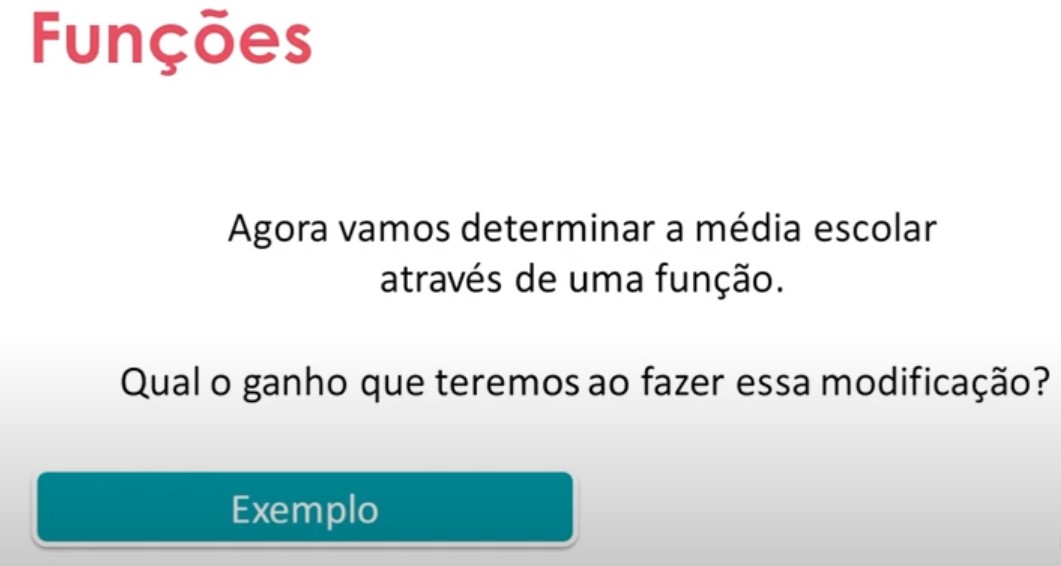 Funções
Agora vamos determinar a média escolar
através de uma função.
Qual o ganho que teremos ao fazer essa modificação?
Exemplo